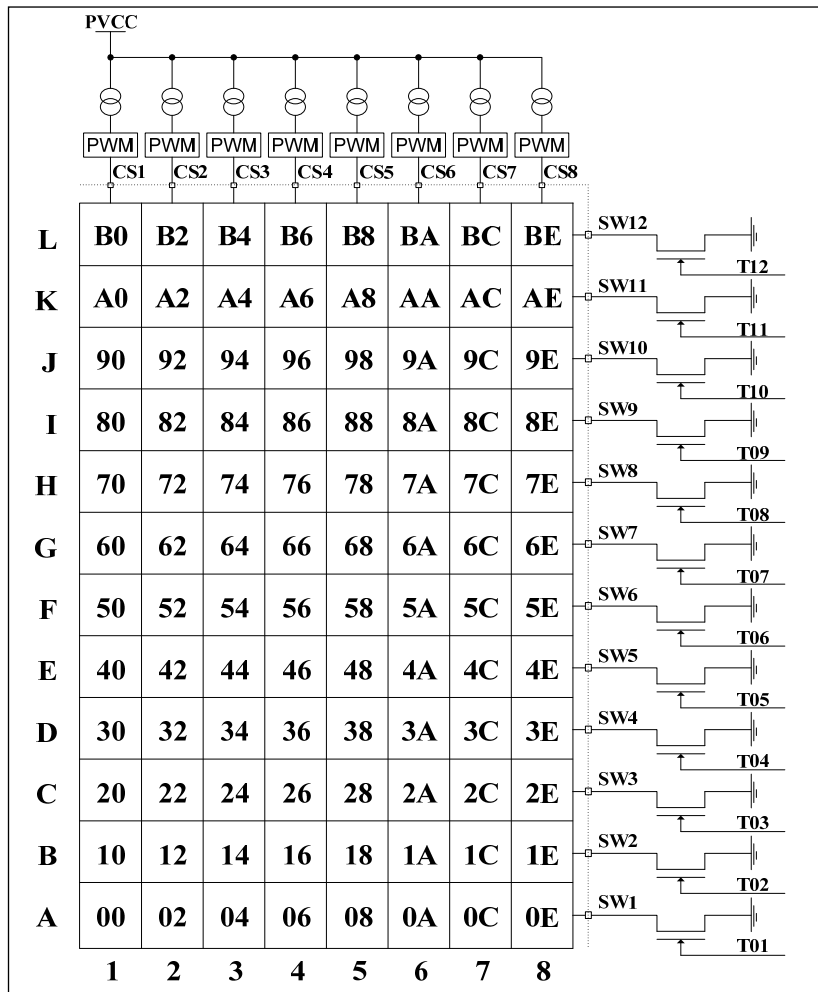 PVCC
PWM PWM PWM PWM PWM PWM PWM PWM
CS1 CS2 CS3 CS4 CS5 CS6 CS7 CS8
L B0 B2 B4 B6 B8 BA BC BE SW12
T12
K A0 A2 A4 A6 A8 AA AC AE SW11
T11
J 90 92 94 96 98 9A 9C 9E SW10
T10
I 80 82 84 86 88 8A 8C 8E SW9
T09
H 70 72 74 76 78 7A 7C 7E SW8
T08
G 60 62 64 66 68 6A 6C 6E SW7
T07
F 50 52 54 56 58 5A 5C 5E SW6
T06
E 40 42 44 46 48 4A 4C 4E SW5
T05
D 30 32 34 36 38 3A 3C 3E SW4
T04
C 20 22 24 26 28 2A 2C 2E SW3
T03
B 10 12 14 16 18 1A 1C 1E SW2
T02
A 00 02 04 06 08 0A 0C 0E SW1
T01
1 2 3 4 5 6 7 8